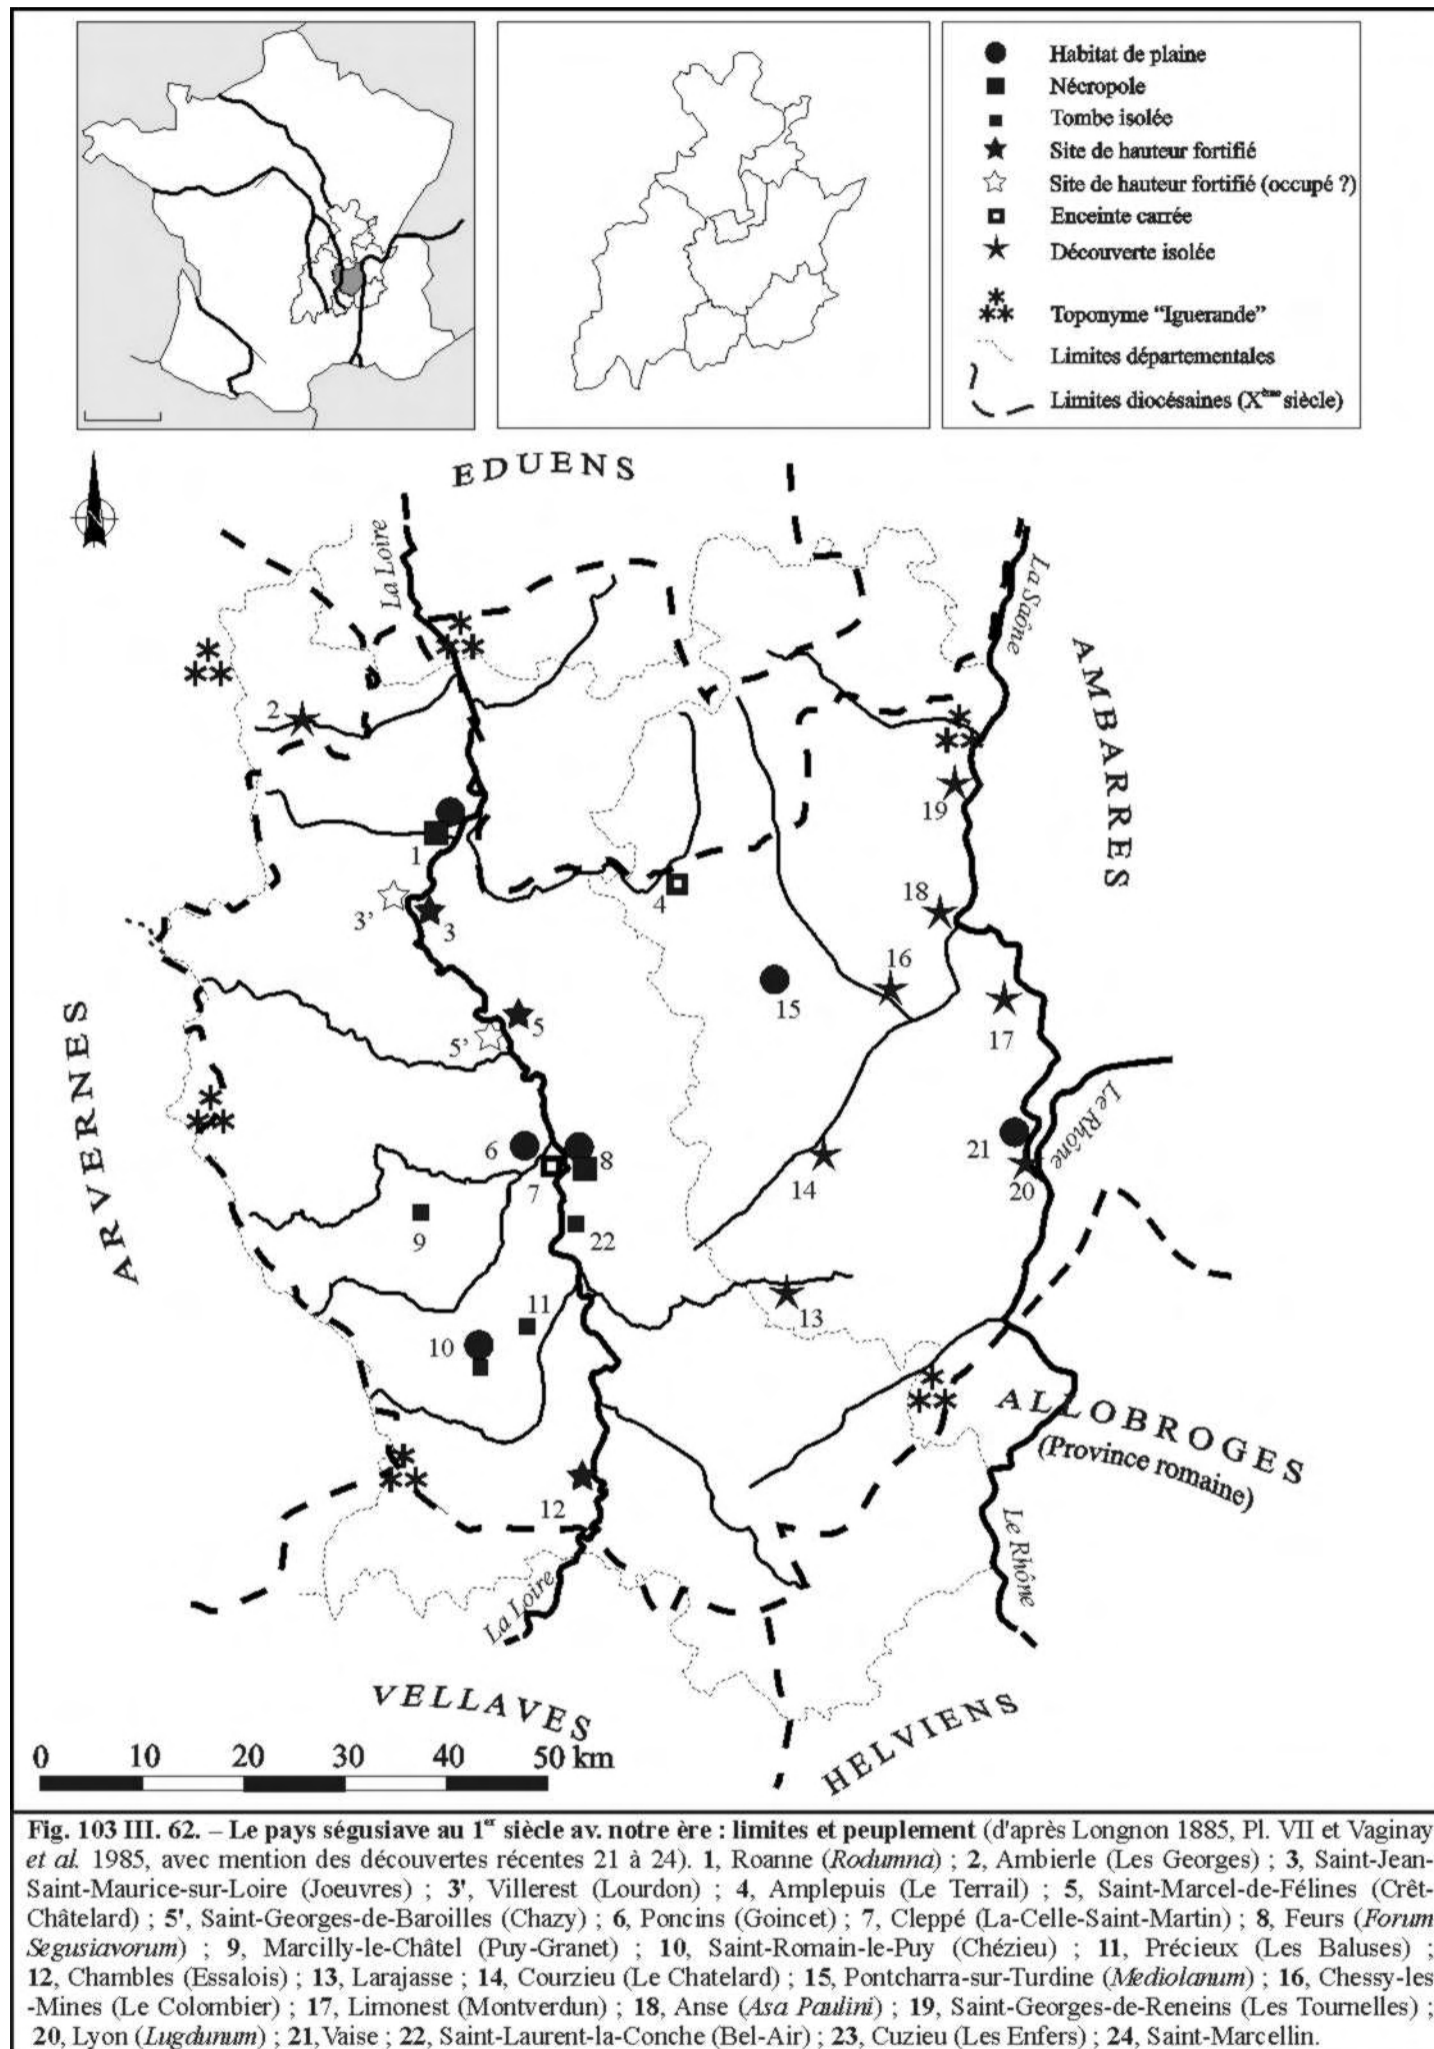 Habitat de plaine
Nécropole
Tombe isolée
Site de hauteur fortifié
Site de hauteur fortifié (occupé ?)
Enceinte carrée
Découverte isolée
Toponyme “Iguerande”
Limites départementales
Limites diocésaines (Xème siècle)
N
EDUENS
La Loire
La Saône
AMBARRES
2
19
1
3'
3
4
18
16
15
17
5
5'
ARVERNES
Le Rhône
6
8
21
7
14
20
9
22
11
13
10
ALLOBROGES
(Province romaine)
12
La Loire
Le Rhône
VELLAVES
HELVIENS
0 10 20 30 40 50 km
Fig. 103 III. 62. – Le pays ségusiave au 1er siècle av. notre ère : limites et peuplement (d'après Longnon 1885, Pl. VII et Vaginay
et al. 1985, avec mention des découvertes récentes 21 à 24). 1, Roanne (Rodumna) ; 2, Ambierle (Les Georges) ; 3, Saint-Jean-
Saint-Maurice-sur-Loire (Joeuvres) ; 3', Villerest (Lourdon) ; 4, Amplepuis (Le Terrail) ; 5, Saint-Marcel-de-Félines (Crêt-
Châtelard) ; 5', Saint-Georges-de-Baroilles (Chazy) ; 6, Poncins (Goincet) ; 7, Cleppé (La-Celle-Saint-Martin) ; 8, Feurs (Forum
Segusiavorum) ; 9, Marcilly-le-Châtel (Puy-Granet) ; 10, Saint-Romain-le-Puy (Chézieu) ; 11, Précieux (Les Baluses) ;
12, Chambles (Essalois) ; 13, Larajasse ; 14, Courzieu (Le Chatelard) ; 15, Pontcharra-sur-Turdine (Mediolanum) ; 16, Chessy-les
-Mines (Le Colombier) ; 17, Limonest (Montverdun) ; 18, Anse (Asa Paulini) ; 19, Saint-Georges-de-Reneins (Les Tournelles) ;
20, Lyon (Lugdunum) ; 21, Vaise ; 22, Saint-Laurent-la-Conche (Bel-Air) ; 23, Cuzieu (Les Enfers) ; 24, Saint-Marcellin.